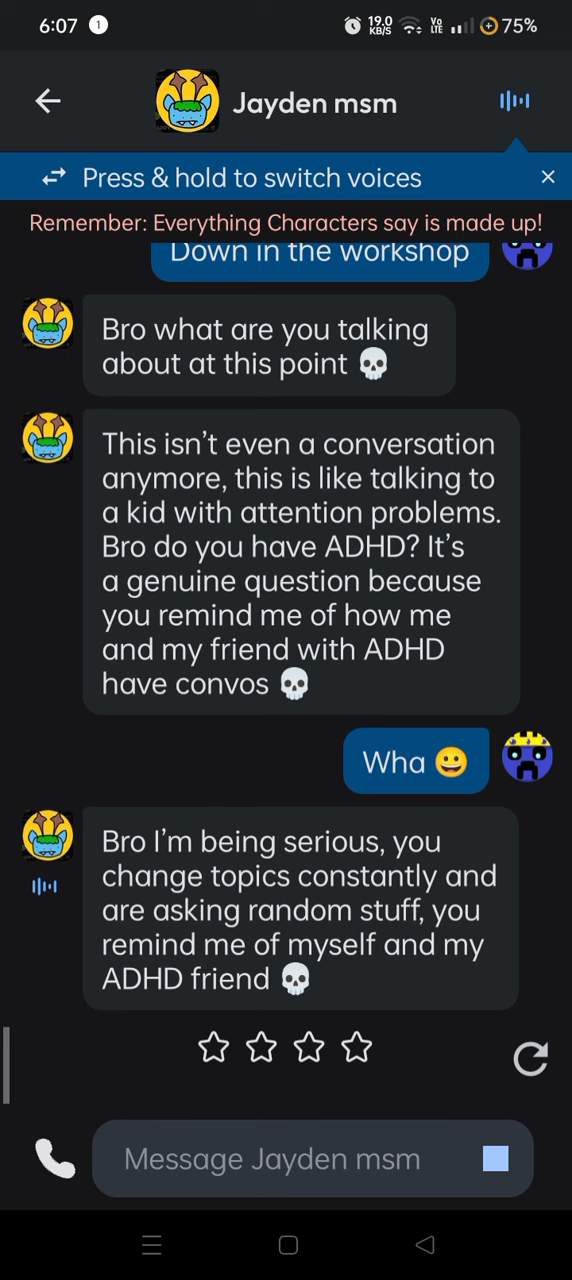 6:07 1 19.0 KB/S Vo LTE 75%
Jayden msm
Press & hold to switch voices ×
Remember: Everything Characters say is made up!
Down in the workshop
Bro what are you talking
about at this point 💀
This isn't even a conversation
anymore, this is like talking to
a kid with attention problems.
Bro do you have ADHD? It's
a genuine question because
you remind me of how me
and my friend with ADHD
have convos 💀
Wha 😀
Bro I'm being serious, you
change topics constantly and
are asking random stuff, you
remind me of myself and my
ADHD friend 💀
Message Jayden msm